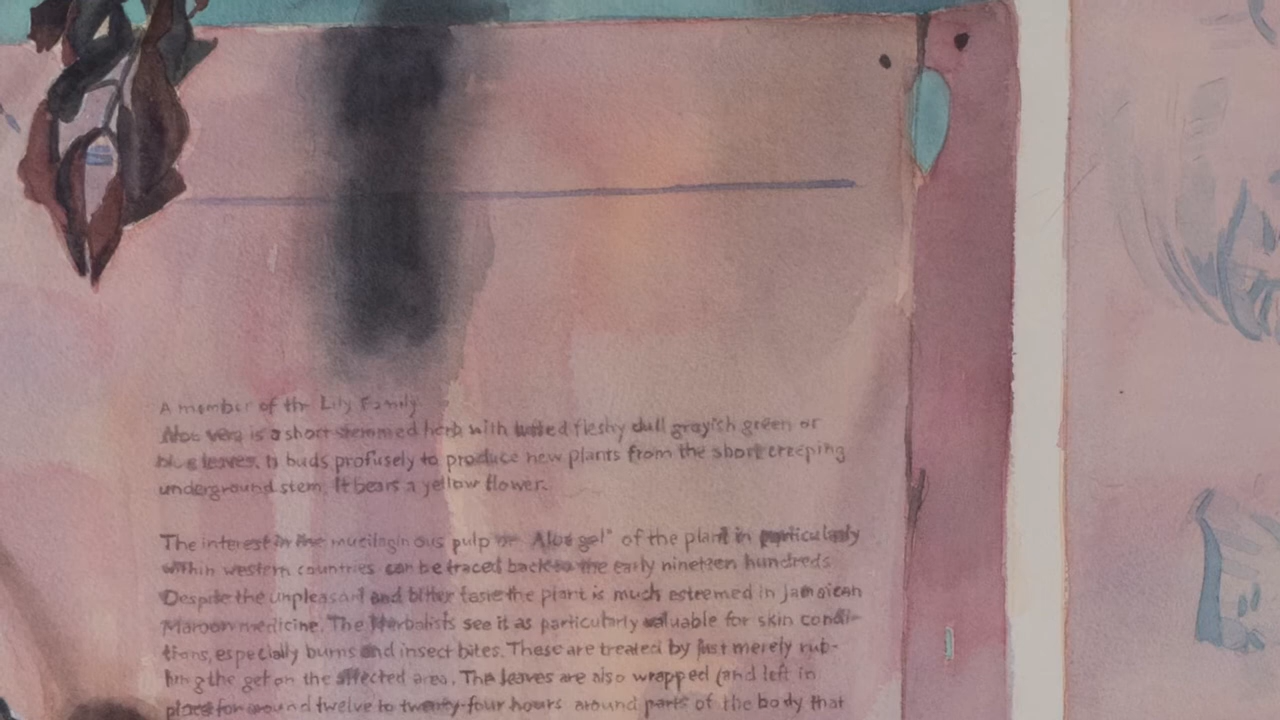 A member of the Lily Family
Aloe vera is a short stemmed herb with fleshy dull grayish green or
blue leaves. It buds profusely to produce new plants from the short creeping
underground stem. It bears a yellow flower.
The interest in the mucilaginous pulp or "Aloe gel" of the plant in particularly
within western countries can be traced back to the early nineteen hundreds
Despite the unpleasant and bitter taste the plant is much esteemed in Jamaican
Maroon medicine. The Herbalists see it as particularly valuable for skin condi-
tions, especially burns and insect bites. These are treated by just merely rub-
bing the gel on the affected area. The leaves are also wrapped (and left in
place for around twelve to twenty-four hours around parts of the body that